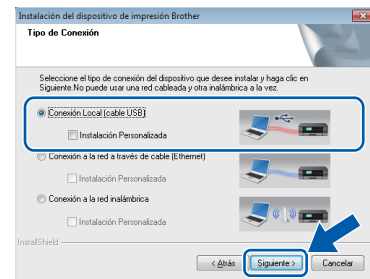 Instalación del dispositivo de impresión Brother
Tipo de Conexión
Seleccione el tipo de conexión del dispositivo que desee instalar y haga clic en
Siguiente.No puede usar una red cableada y otra inalámbrica a la vez.
Conexión Local (cable USB)
Instalación Personalizada
Conexión a la red a través de cable (Ethernet)
Instalación Personalizada
Conexión a la red inalámbrica
Instalación Personalizada
InstallShield
< Atrás
Siguiente >
Cancelar